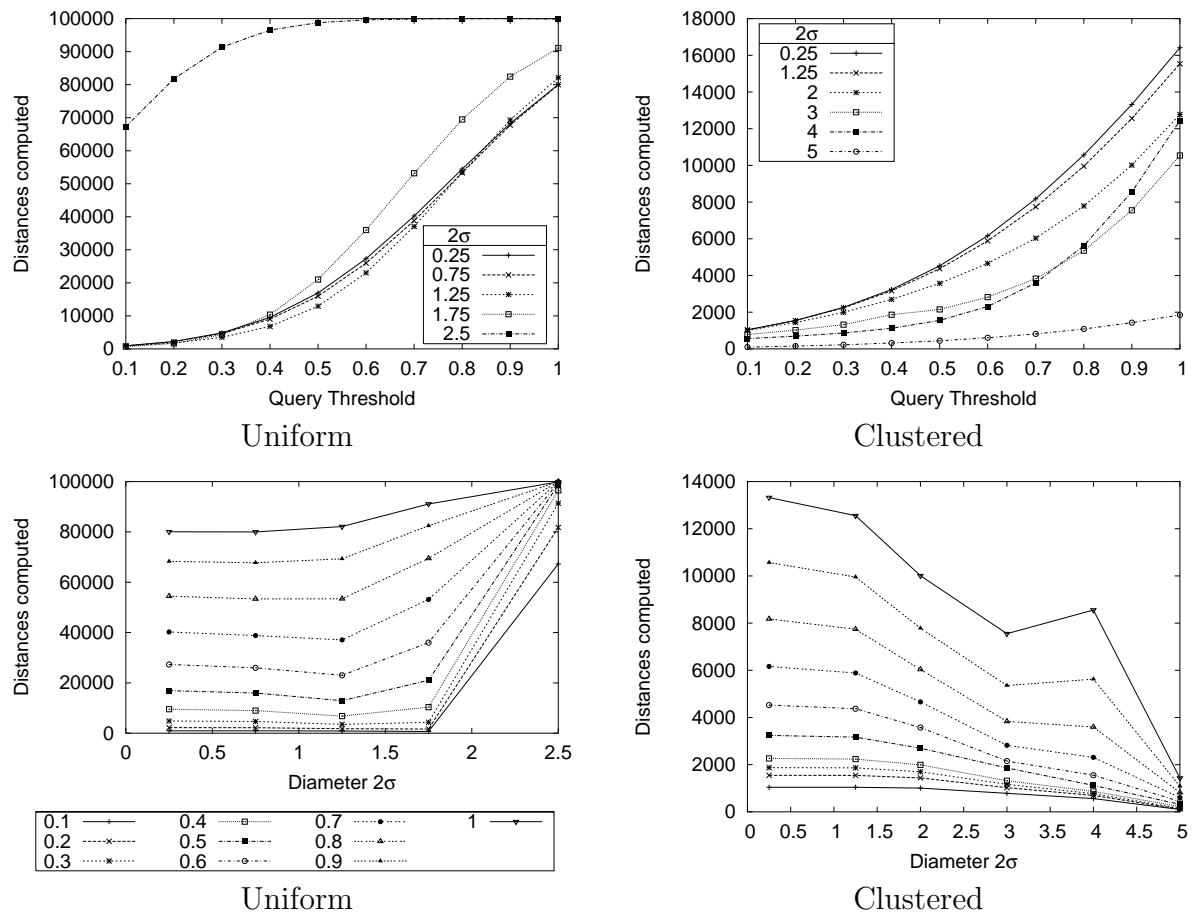 100000
90000
80000
70000
60000
50000
40000
30000
20000
10000
0
Distances computed
2σ
0.25
0.75
1.25
1.75
2.5
0.1 0.2 0.3 0.4 0.5 0.6 0.7 0.8 0.9 1
Query Threshold
Uniform
18000
16000
14000
12000
10000
8000
6000
4000
2000
0
Distances computed
2σ
0.25
1.25
2
3
4
5
0.1 0.2 0.3 0.4 0.5 0.6 0.7 0.8 0.9 1
Query Threshold
Clustered
100000
80000
60000
40000
20000
0
Distances computed
0 0.5 1 1.5 2 2.5
Diameter 2σ
0.1 0.4 0.7 1
0.2 0.5 0.8
0.3 0.6 0.9
Uniform
14000
12000
10000
8000
6000
4000
2000
0
Distances computed
0 0.5 1 1.5 2 2.5 3 3.5 4 4.5 5
Diameter 2σ
Clustered